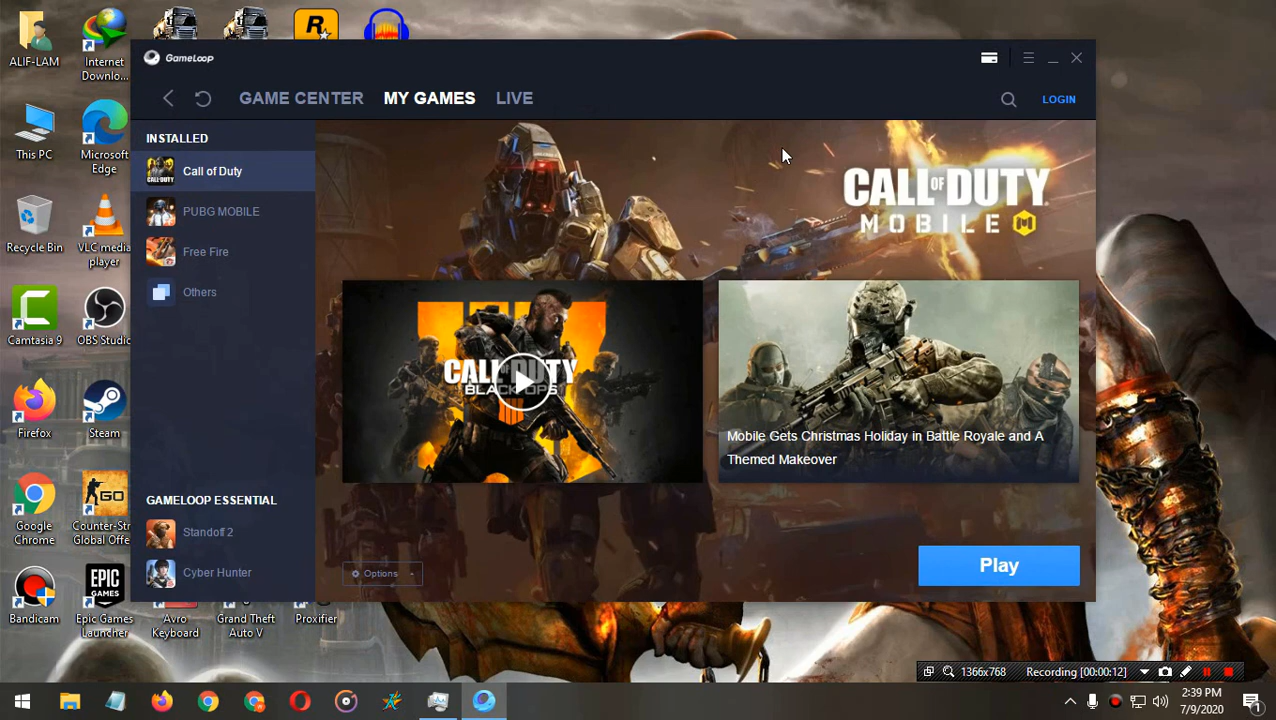 ALIF-LAM
Internet
Downlo...
This PC
Microsoft
Edge
Recycle Bin
VLC media
player
Camtasia 9
OBS Studio
Firefox
Steam
Google
Chrome
Counter-Str
Global Offe
Bandicam
EPIC
GAMES
Epic Games
Launcher
Avro
Keyboard
Grand Theft
Auto V
Proxifier
R
GO
GameLoop
GAME CENTER
MY GAMES
LIVE
LOGIN
INSTALLED
Call of Duty
PUBG MOBILE
Free Fire
Others
GAMELOOP ESSENTIAL
Standoff 2
Cyber Hunter
CALL OF DUTY
MOBILE
CALL OF DUTY
BLACK OPS
Mobile Gets Christmas Holiday in Battle Royale and A
Themed Makeover
Options
Play
1366x768
Recording [00:00:12]
2:39 PM
7/9/2020
1